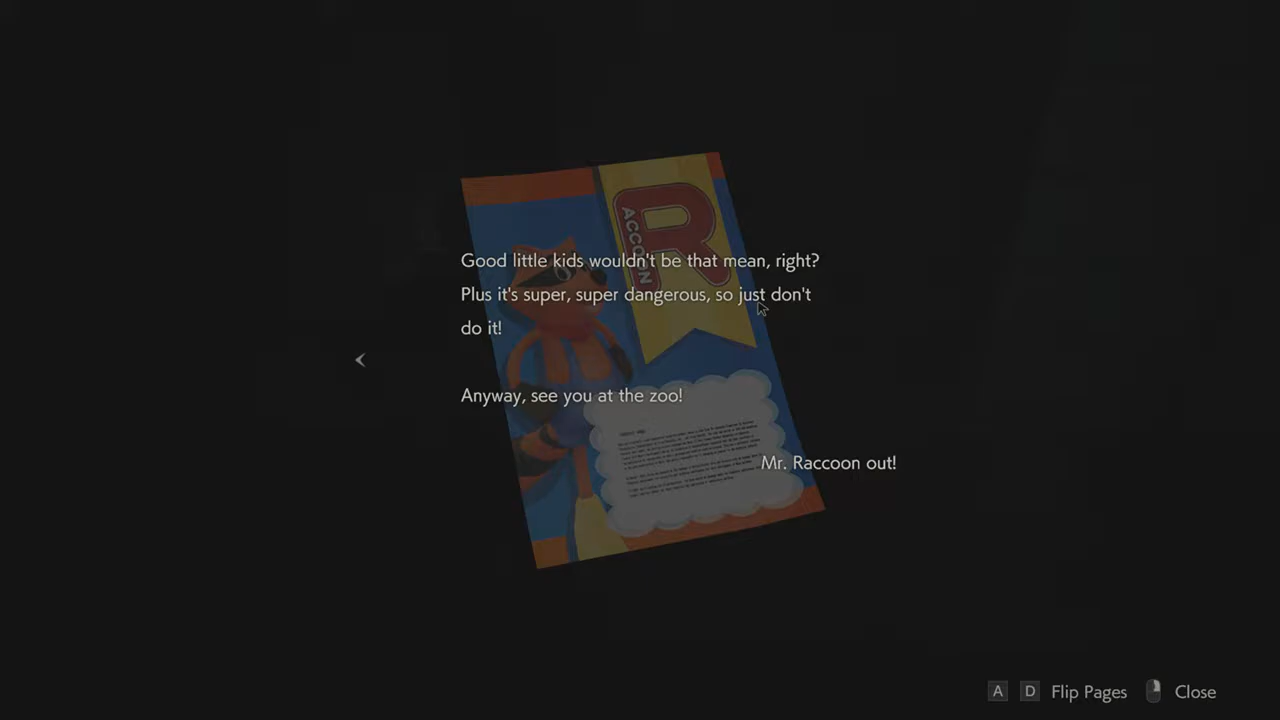 R
ACCOON
Good little kids wouldn't be that mean, right?
Plus it's super, super dangerous, so just don't
do it!
Anyway, see you at the zoo!
Mr. Raccoon out!
A D Flip Pages Close